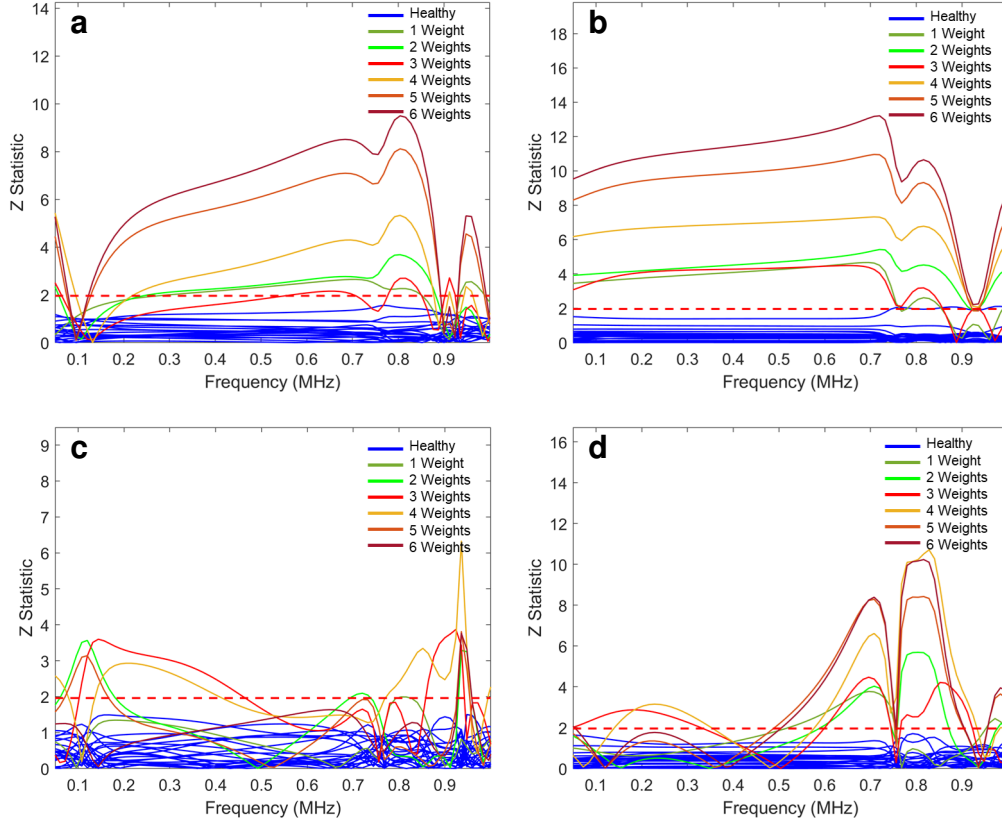 a
Z Statistic
14
12
10
8
6
4
2
0
0.1 0.2 0.3 0.4 0.5 0.6 0.7 0.8 0.9
Frequency (MHz)
Healthy
1 Weight
2 Weights
3 Weights
4 Weights
5 Weights
6 Weights
b
Z Statistic
18
16
14
12
10
8
6
4
2
0
0.1 0.2 0.3 0.4 0.5 0.6 0.7 0.8 0.9
Frequency (MHz)
Healthy
1 Weight
2 Weights
3 Weights
4 Weights
5 Weights
6 Weights
c
Z Statistic
9
8
7
6
5
4
3
2
1
0
0.1 0.2 0.3 0.4 0.5 0.6 0.7 0.8 0.9
Frequency (MHz)
Healthy
1 Weight
2 Weights
3 Weights
4 Weights
5 Weights
6 Weights
d
Z Statistic
16
14
12
10
8
6
4
2
0
0.1 0.2 0.3 0.4 0.5 0.6 0.7 0.8 0.9
Frequency (MHz)
Healthy
1 Weight
2 Weights
3 Weights
4 Weights
5 Weights
6 Weights